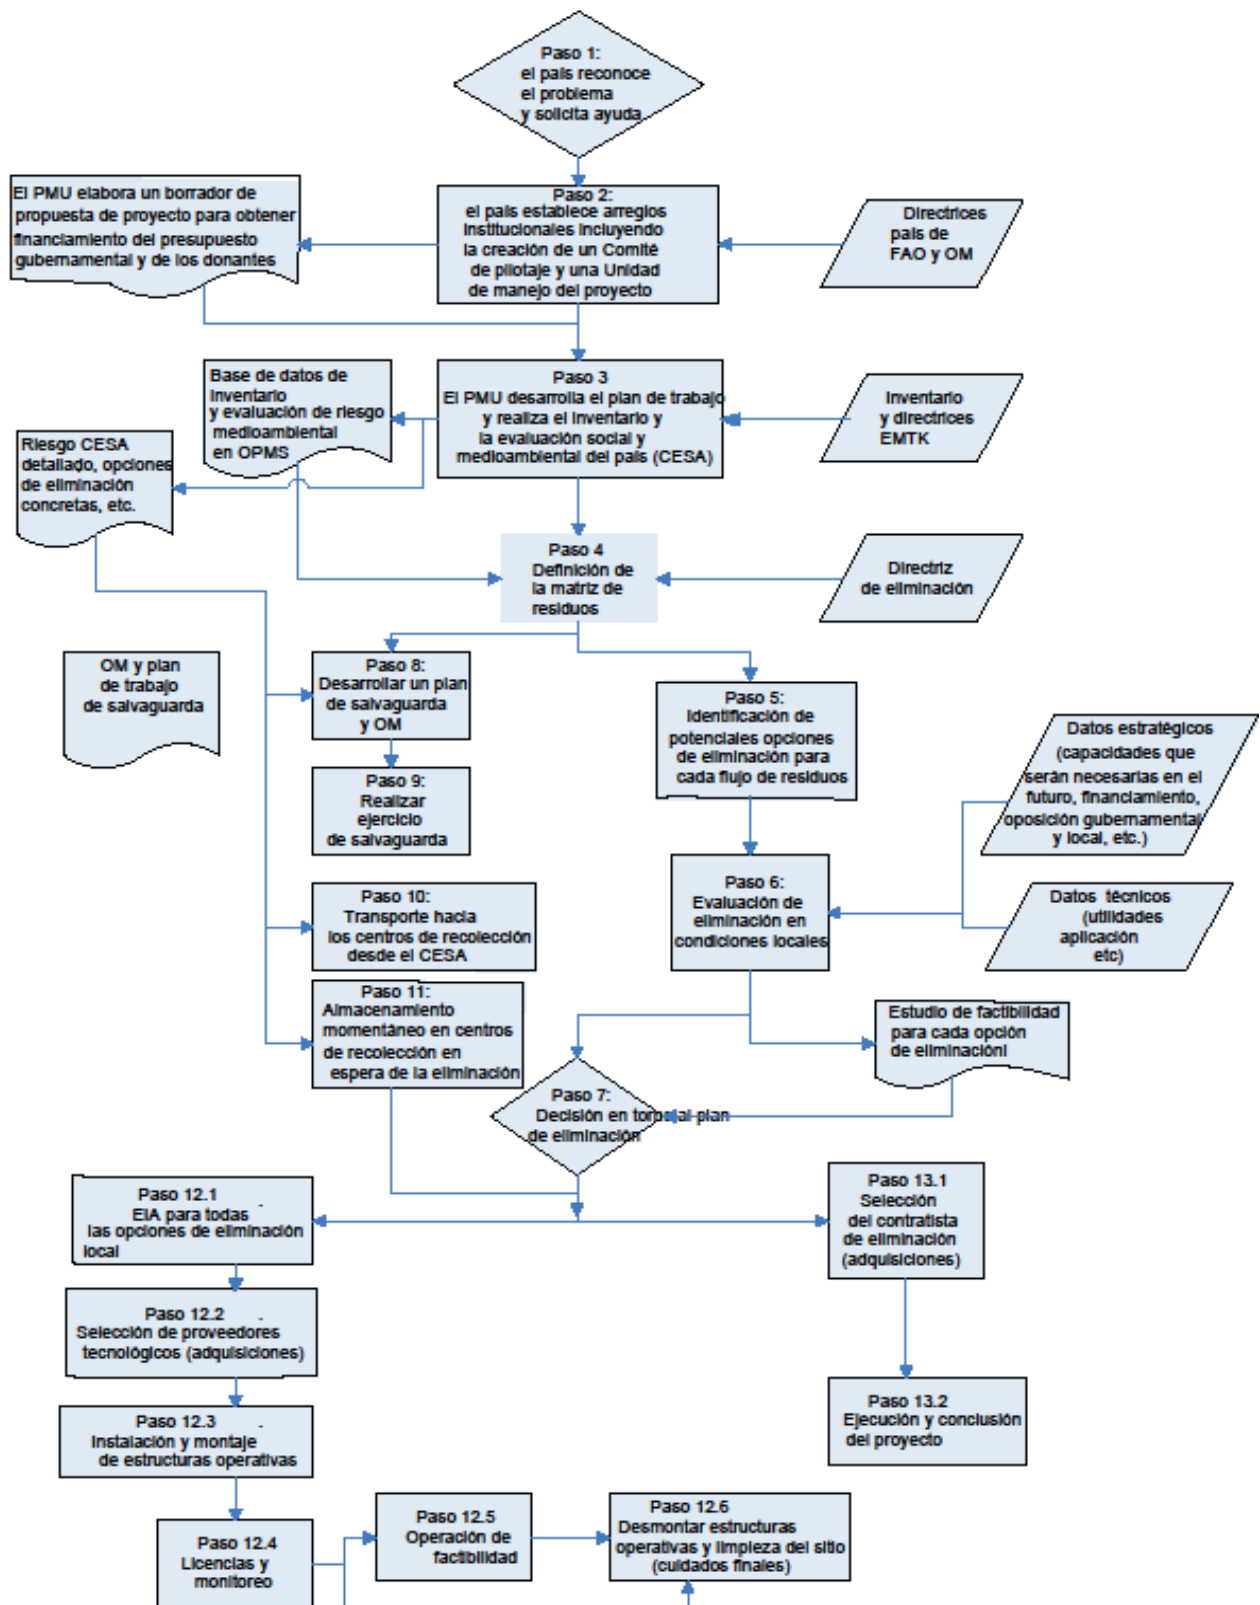 Paso 1:
el país reconoce
el problema
y solicita ayuda
El PMU elabora un borrador de
propuesta de proyecto para obtener
financiamiento del presupuesto
gubernamental y de los donantes
Paso 2:
el país establece arreglos
Institucionales incluyendo
la creación de un Comité
de pilotaje y una Unidad
de manejo del proyecto
Directrices
país de
FAO y OM
Base de datos de
Inventario
y evaluación de riesgo
medioambiental
en OPMS
Paso 3
El PMU desarrolla el plan de trabajo
y realiza el Inventario y
la evaluación social y
medioambiental del país (CESA)
Inventario
y directrices
EMTK
Riesgo CESA
detallado, opciones
de eliminación
concretas, etc.
Paso 4
Definición de
la matriz de
residuos
Directriz
de eliminación
OM y plan
de trabajo
de salvaguarda
Paso 8:
Desarrollar un plan
de salvaguarda
y OM
Paso 5:
Identificación de
potenciales opciones
de eliminación para
cada flujo de residuos
Paso 9:
Realizar
ejercicio
de salvaguarda
Datos estratégicos
(capacidades que
serán necesarias en el
futuro, financiamiento,
oposición gubernamental
y local, etc.)
Paso 6:
Evaluación de
eliminación en
condiciones locales
Datos técnicos
(utilidades
aplicación
etc)
Paso 10:
Transporte hacia
los centros de recolección
desde el CESA
Paso 11:
Almacenamiento
momentáneo en centros
de recolección en
espera de la eliminación
Estudio de factibilidad
para cada opción
de eliminaciónl
Paso 7:
Decisión en torno al plan
de eliminación
Paso 12.1
EIA para todas
las opciones de eliminación
local
Paso 13.1
Selección
del contratista
de eliminación
(adquisiciones)
Paso 12.2
Selección de proveedores
tecnológicos (adquisiciones)
Paso 12.3
Instalación y montaje
de estructuras operativas
Paso 13.2
Ejecución y conclusión
del proyecto
Paso 12.4
Licencias y
monitoreo
Paso 12.5
Operación de
factibilidad
Paso 12.6
Desmontar estructuras
operativas y limpieza del sitio
(cuidados finales)